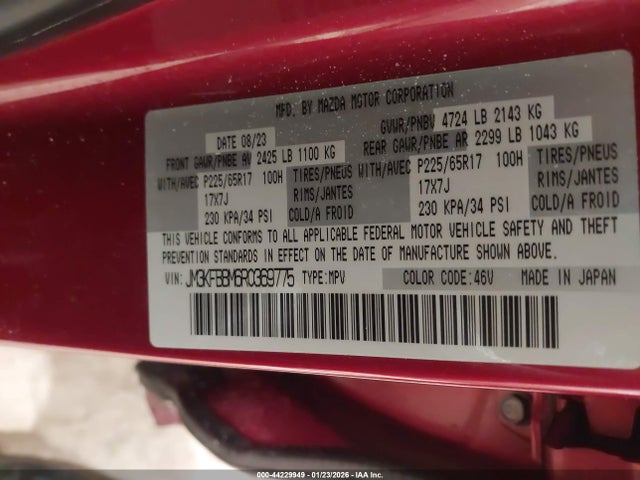 MFD. BY MAZDA MOTOR CORPORATION
DATE 08/23 GVWR/PNBV 4724 LB 2143 KG
FRONT GAWR/PNBE AV 2425 LB 1100 KG REAR GAWR/PNBE AR 2299 LB 1043 KG
WITH/AVEC P225/65R17 100H TIRES/PNEUS WITH/AVEC P225/65R17 100H TIRES/PNEUS
17X7J RIMS/JANTES 17X7J RIMS/JANTES
230 KPA/34 PSI COLD/A FROID 230 KPA/34 PSI COLD/A FROID
THIS VEHICLE CONFORMS TO ALL APPLICABLE FEDERAL MOTOR VEHICLE SAFETY AND THEFT
PREVENTION STANDARDS IN EFFECT ON THE DATE OF MANUFACTURE SHOWN ABOVE.
VIN: JM3KFBBM6R0369775 TYPE:MPV COLOR CODE:46V MADE IN JAPAN
000-44229949 - 01/23/2026 - IAA Inc.